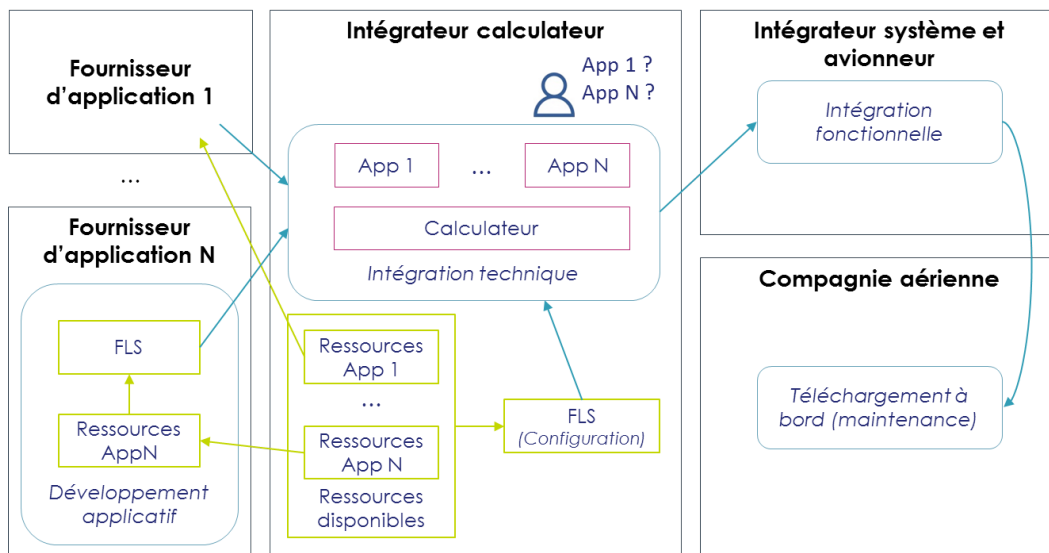 Fournisseur
d'application 1
…
Fournisseur
d'application N
FLS
Ressources
AppN
Développement
applicatif
Intégrateur calculateur
App 1 ?
App N ?
App 1
…
App N
Calculateur
Intégration technique
Ressources
App 1
…
Ressources
App N
Ressources
disponibles
FLS
(Configuration)
Intégrateur système et
avionneur
Intégration
fonctionnelle
Compagnie aérienne
Téléchargement à
bord (maintenance)